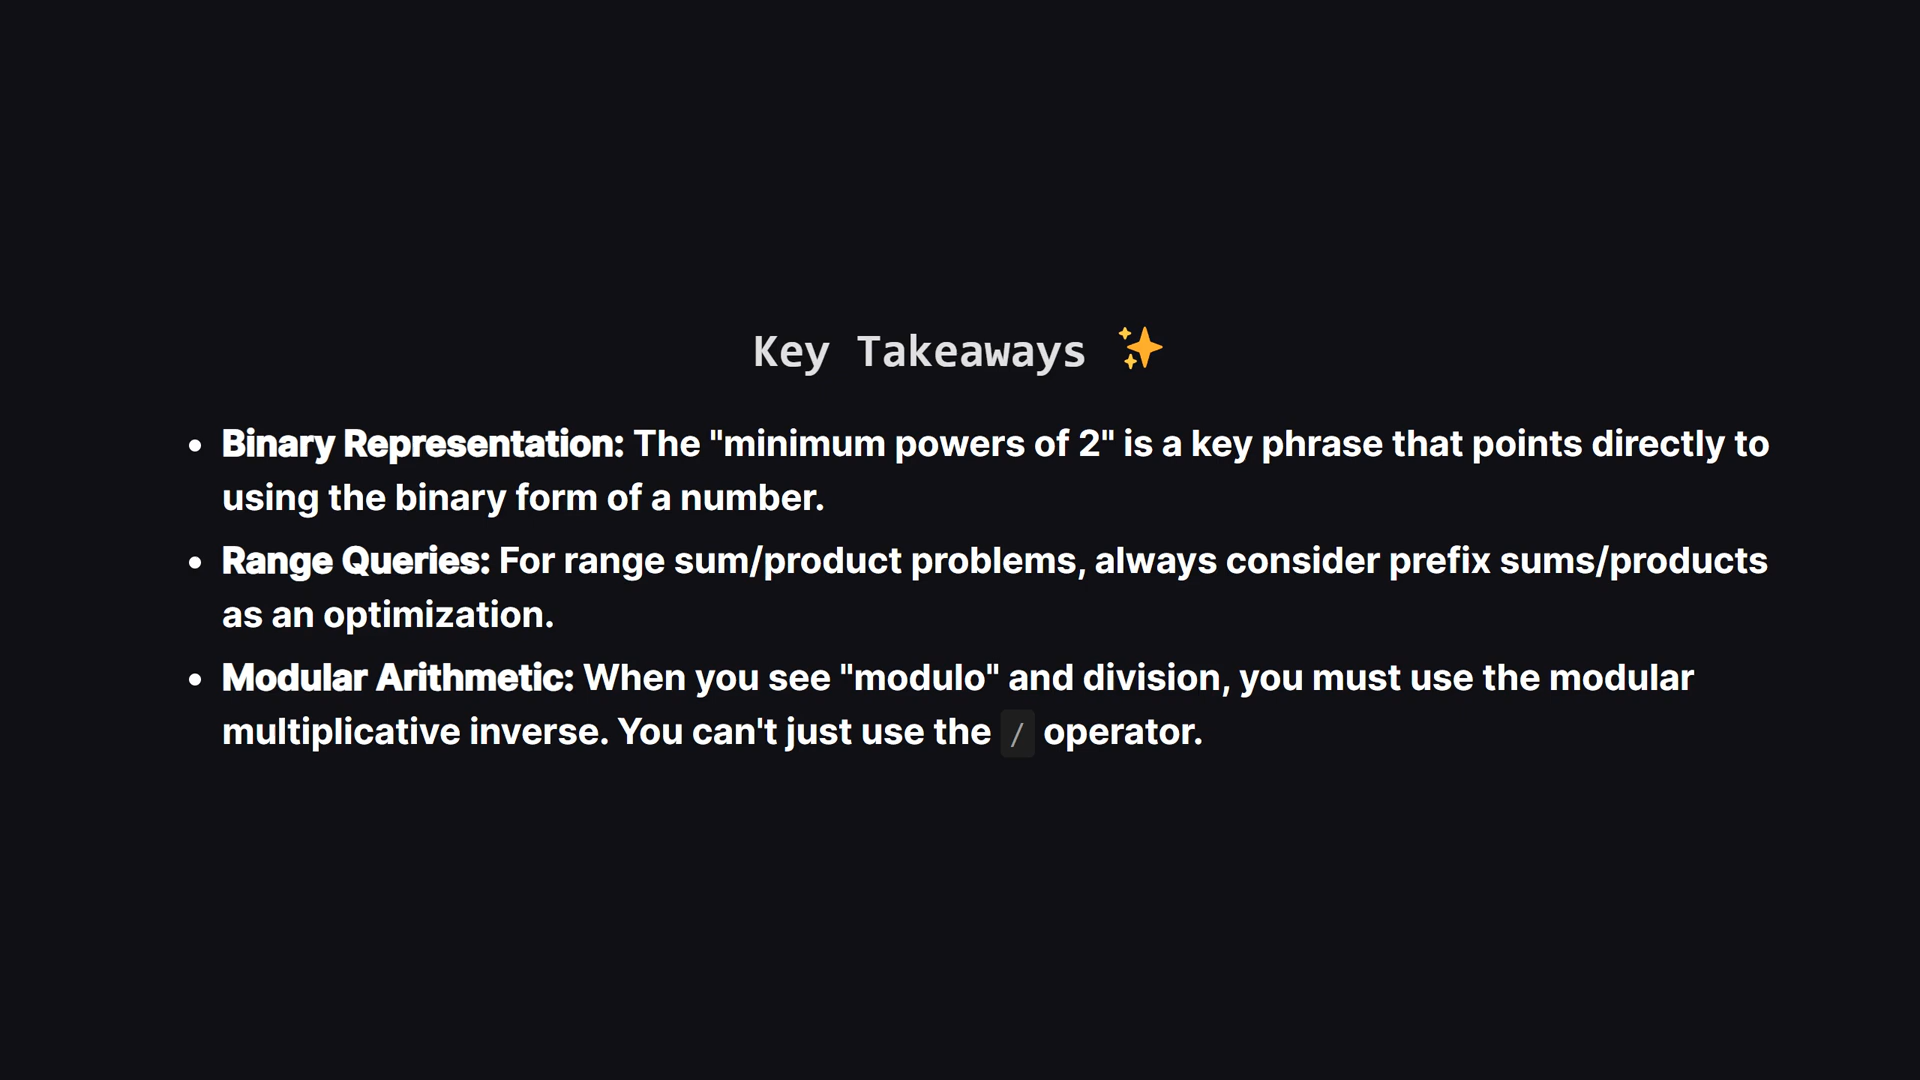 Key Takeaways ✨
• Binary Representation: The "minimum powers of 2" is a key phrase that points directly to
using the binary form of a number.
• Range Queries: For range sum/product problems, always consider prefix sums/products
as an optimization.
• Modular Arithmetic: When you see "modulo" and division, you must use the modular
multiplicative inverse. You can't just use the / operator.